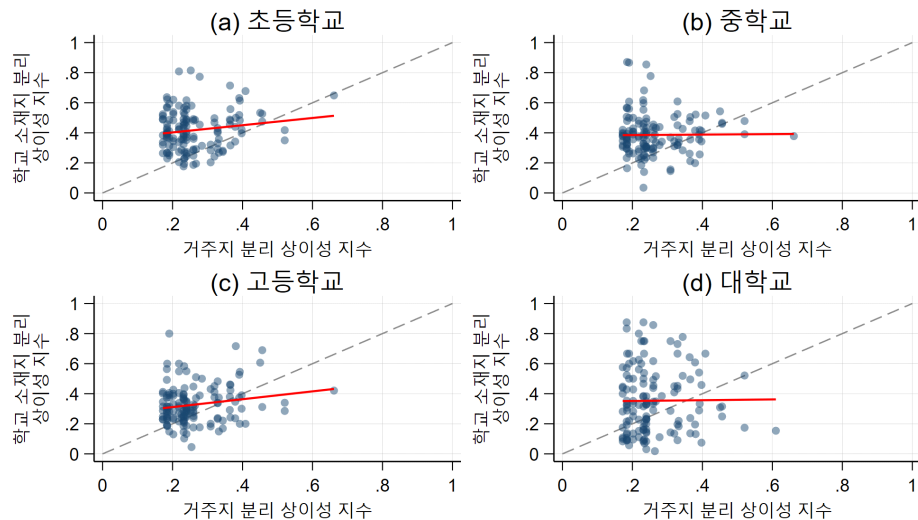 (a) 초등학교
학교 소재지 분리
상이성 지수
1
.8
.6
.4
.2
0
0 .2 .4 .6 .8 1
거주지 분리 상이성 지수
(b) 중학교
학교 소재지 분리
상이성 지수
1
.8
.6
.4
.2
0
0 .2 .4 .6 .8 1
거주지 분리 상이성 지수
(c) 고등학교
학교 소재지 분리
상이성 지수
1
.8
.6
.4
.2
0
0 .2 .4 .6 .8 1
거주지 분리 상이성 지수
(d) 대학교
학교 소재지 분리
상이성 지수
1
.8
.6
.4
.2
0
0 .2 .4 .6 .8 1
거주지 분리 상이성 지수